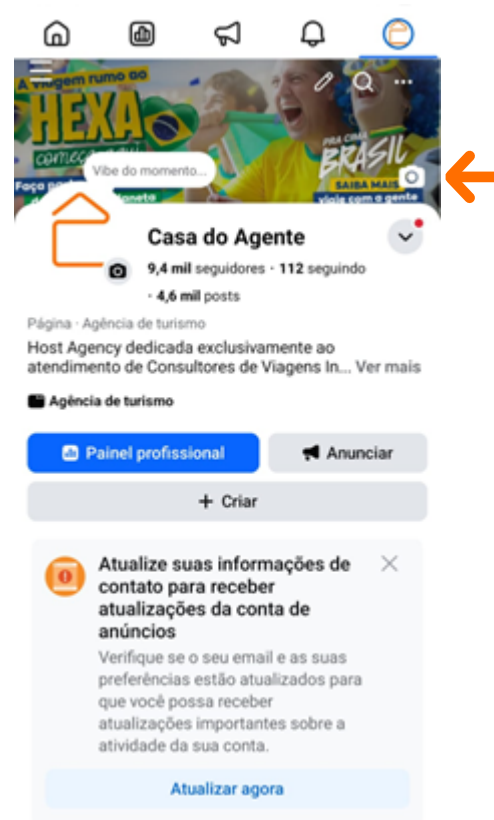 A viagem rumo ao
HEXA
começa
Vibe do momento...
PRA CIMA
BRASIL
SAIBA MAIS
viaje com a gente
Casa do Agente
9,4 mil seguidores · 112 seguindo
· 4,6 mil posts
Página · Agência de turismo
Host Agency dedicada exclusivamente ao
atendimento de Consultores de Viagens In... Ver mais
Agência de turismo
Painel profissional
Anunciar
+ Criar
Atualize suas informações de
contato para receber
atualizações da conta de
anúncios
Verifique se o seu email e as suas
preferências estão atualizados para
que você possa receber
atualizações importantes sobre a
atividade da sua conta.
Atualizar agora